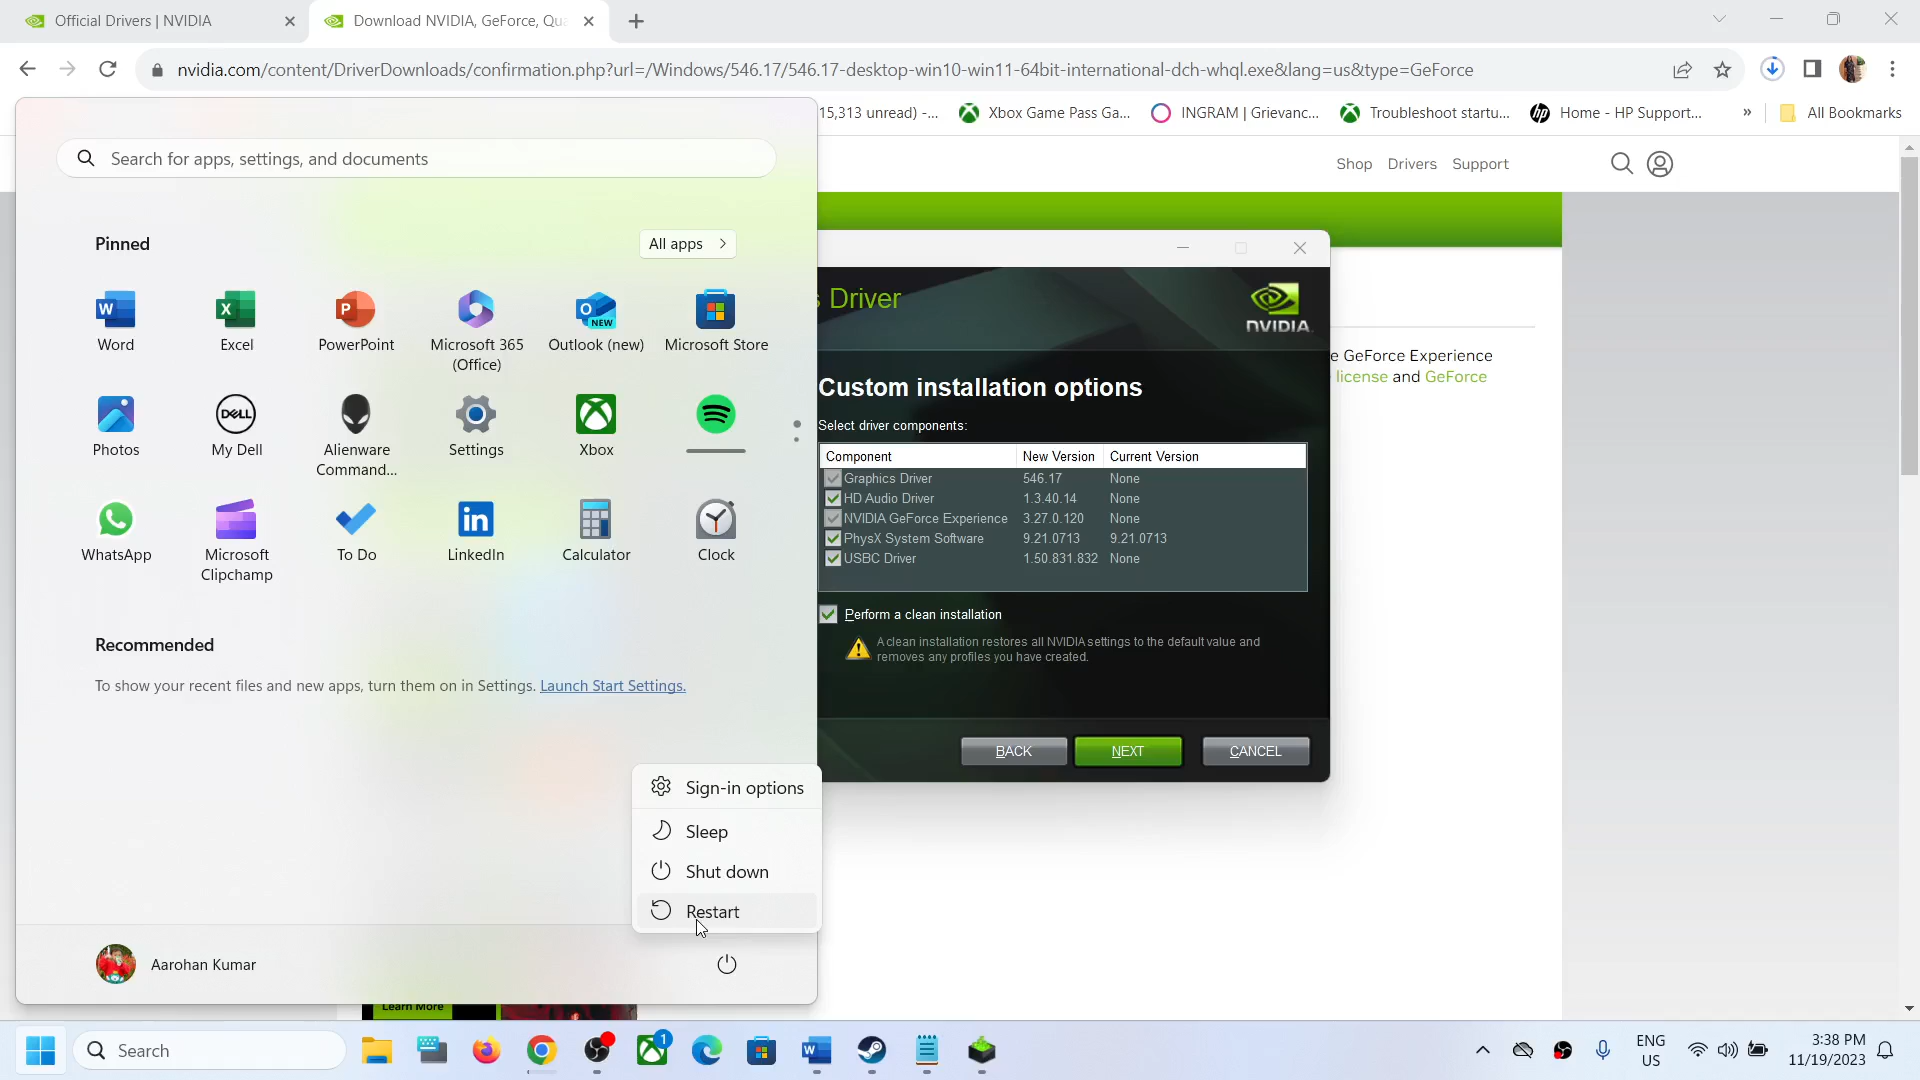 Official Drivers | NVIDIA
Download NVIDIA, GeForce, Qu
nvidia.com/content/DriverDownloads/confirmation.php?url=/Windows/546.17/546.17-desktop-win10-win11-64bit-international-dch-whql.exe&lang=us&type=GeForce
15,313 unread) -...
Xbox Game Pass Ga...
INGRAM | Grievanc...
Troubleshoot startu...
Home - HP Support...
»
All Bookmarks
Search for apps, settings, and documents
Shop Drivers Support
Pinned
All apps >
Word
Excel
PowerPoint
Microsoft 365
(Office)
Outlook (new)
Microsoft Store
Photos
My Dell
Alienware
Command...
Settings
Xbox
WhatsApp
Microsoft
Clipchamp
To Do
LinkedIn
Calculator
Clock
Recommended
To show your recent files and new apps, turn them on in Settings. Launch Start Settings.
Sign-in options
Sleep
Shut down
Restart
Aarohan Kumar
s Driver
NVIDIA.
e GeForce Experience
license and GeForce
Custom installation options
Select driver components:
Component New Version Current Version
Graphics Driver 546.17 None
HD Audio Driver 1.3.40.14 None
NVIDIA GeForce Experience 3.27.0.120 None
PhysX System Software 9.21.0713 9.21.0713
USBC Driver 1.50.831.832 None
Perform a clean installation
A clean installation restores all NVIDIA settings to the default value and
removes any profiles you have created.
BACK NEXT CANCEL
Learn More
Search
1
ENG
US
3:38 PM
11/19/2023